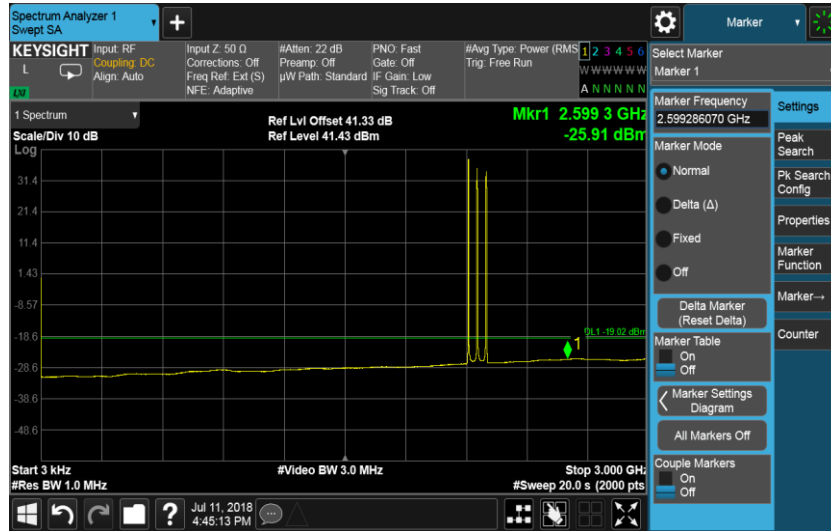 Spectrum Analyzer 1
Swept SA
Marker
KEYSIGHT
L
LXI
Input: RF
Coupling: DC
Align: Auto
Input Z: 50 Ω
Corrections: Off
Freq Ref: Ext (S)
NFE: Adaptive
#Atten: 22 dB
Preamp: Off
µW Path: Standard
PNO: Fast
Gate: Off
IF Gain: Low
Sig Track: Off
#Avg Type: Power (RMS
Trig: Free Run
1 2 3 4 5 6
W W W W W W
A N N N N N
1 Spectrum
Scale/Div 10 dB
Log
Ref Lvl Offset 41.33 dB
Ref Level 41.43 dBm
Mkr1 2.599 3 GHz
-25.91 dBm
31.4
21.4
11.4
1.43
-8.57
-18.6
-28.6
-38.6
-48.6
DL1 -19.02 dBm
1
Start 3 kHz
#Res BW 1.0 MHz
#Video BW 3.0 MHz
Stop 3.000 GHz
#Sweep 20.0 s (2000 pts
Jul 11, 2018
4:45:13 PM
Select Marker
Marker 1
Marker Frequency
2.599286070 GHz
Marker Mode
Normal
Delta (Δ)
Fixed
Off
Delta Marker
(Reset Delta)
Marker Table
On
Off
Marker Settings
Diagram
All Markers Off
Couple Markers
On
Off
Settings
Peak
Search
Pk Search
Config
Properties
Marker
Function
Marker→
Counter